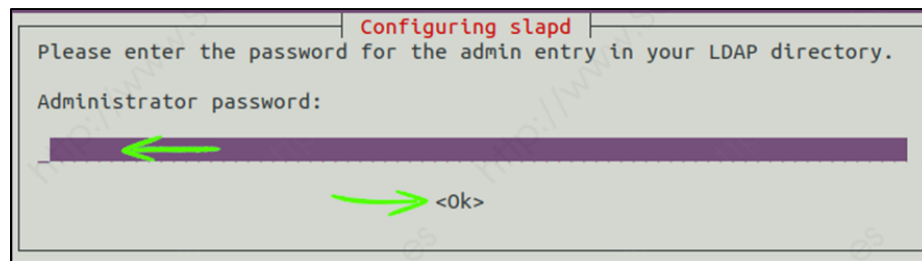 Configuring slapd
Please enter the password for the admin entry in your LDAP directory.
Administrator password:
<Ok>